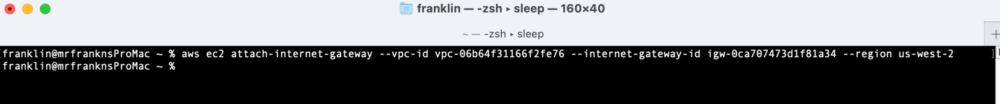 franklin — -zsh ▸ sleep — 160×40
~ — -zsh ▸ sleep
[franklin@mrfranknsProMac ~ % aws ec2 attach-internet-gateway --vpc-id vpc-06b64f31166f2fe76 --internet-gateway-id igw-0ca707473d1f81a34 --region us-west-2 ]
franklin@mrfranknsProMac ~ %